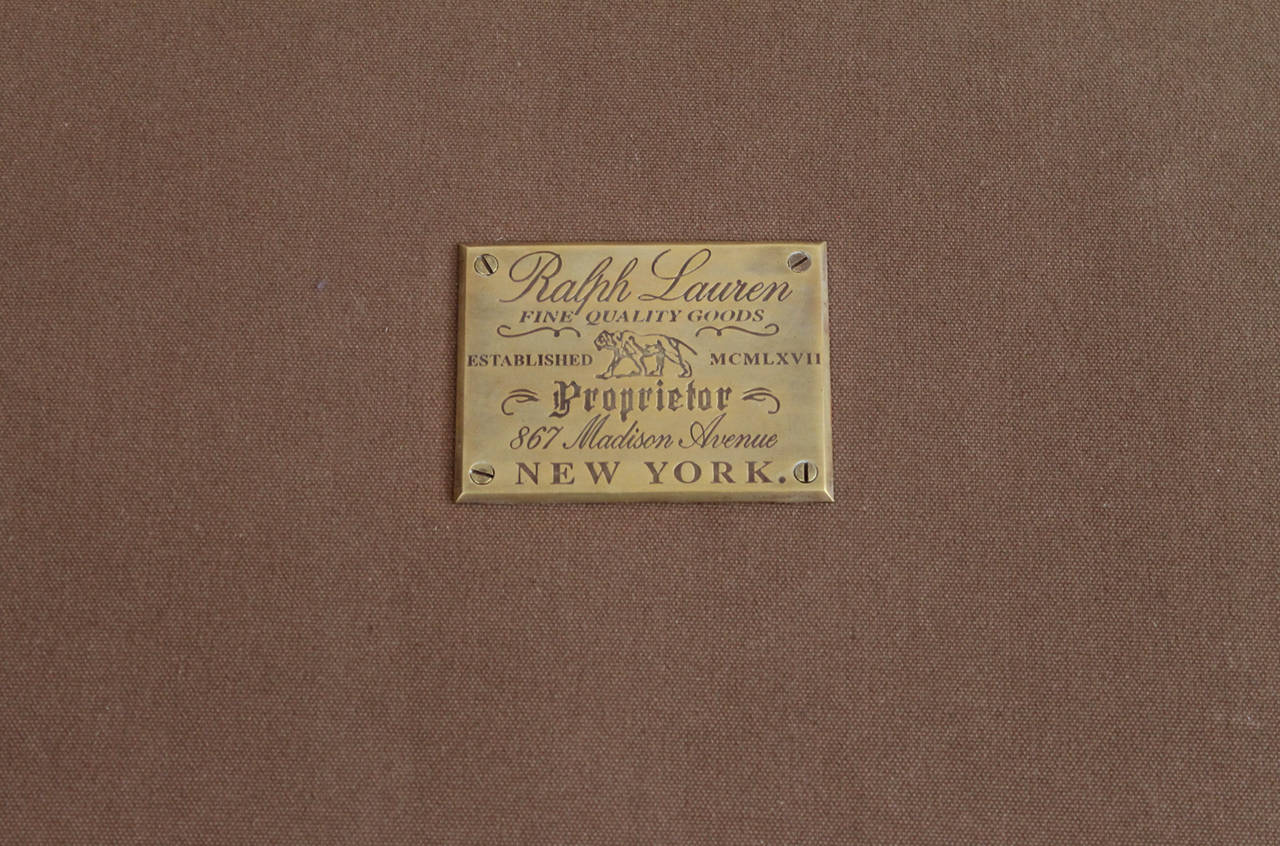 Ralph Lauren
FINE QUALITY GOODS
ESTABLISHED MCMLXVII
Proprietor
867 Madison Avenue
NEW YORK.